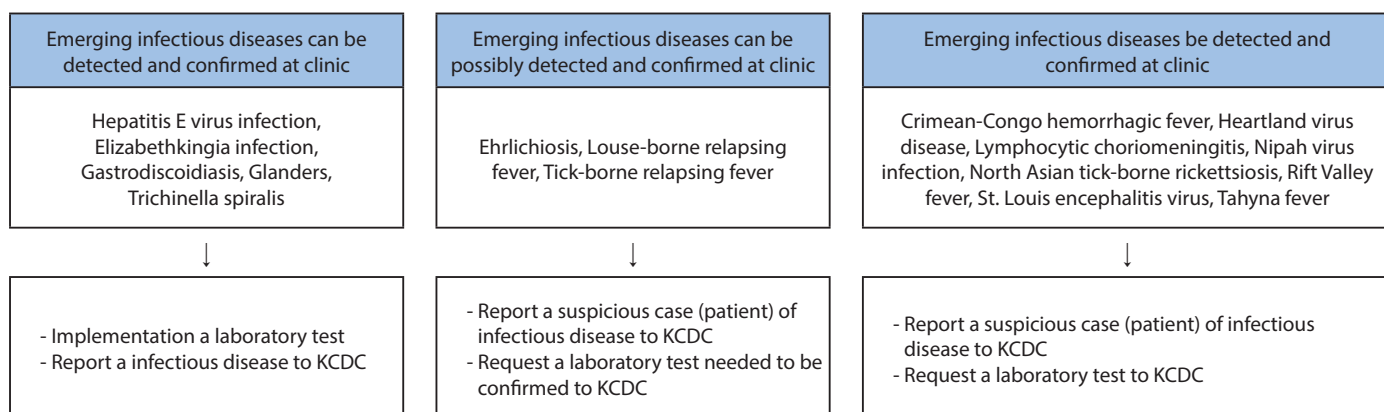 Emerging infectious diseases can be
detected and confirmed at clinic
Hepatitis E virus infection,
Elizabethkingia infection,
Gastrodiscoidiasis, Glanders,
Trichinella spiralis
↓
- Implementation a laboratory test
- Report a infectious disease to KCDC
Emerging infectious diseases can be
possibly detected and confirmed at clinic
Ehrlichiosis, Louse-borne relapsing
fever, Tick-borne relapsing fever
↓
- Report a suspicious case (patient) of
infectious disease to KCDC
- Request a laboratory test needed to be
confirmed to KCDC
Emerging infectious diseases be detected and
confirmed at clinic
Crimean-Congo hemorrhagic fever, Heartland virus
disease, Lymphocytic choriomeningitis, Nipah virus
infection, North Asian tick-borne rickettsiosis, Rift Valley
fever, St. Louis encephalitis virus, Tahyna fever
↓
- Report a suspicious case (patient) of infectious
disease to KCDC
- Request a laboratory test to KCDC